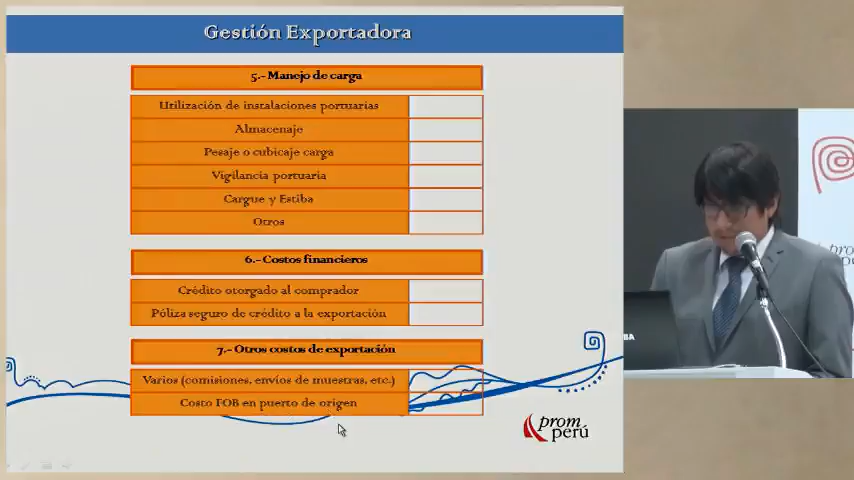 Gestión Exportadora
5.- Manejo de carga
Utilización de instalaciones portuarias
Almacenaje
Pesaje o cubicaje carga
Vigilancia portuaria
Cargue y Estiba
Otros
6.- Costos financieros
Crédito otorgado al comprador
Póliza seguro de crédito a la exportación
7.- Otros costos de exportación
Varios (comisiones, envíos de muestras, etc.)
Costo FOB en puerto de origen
prom
perú